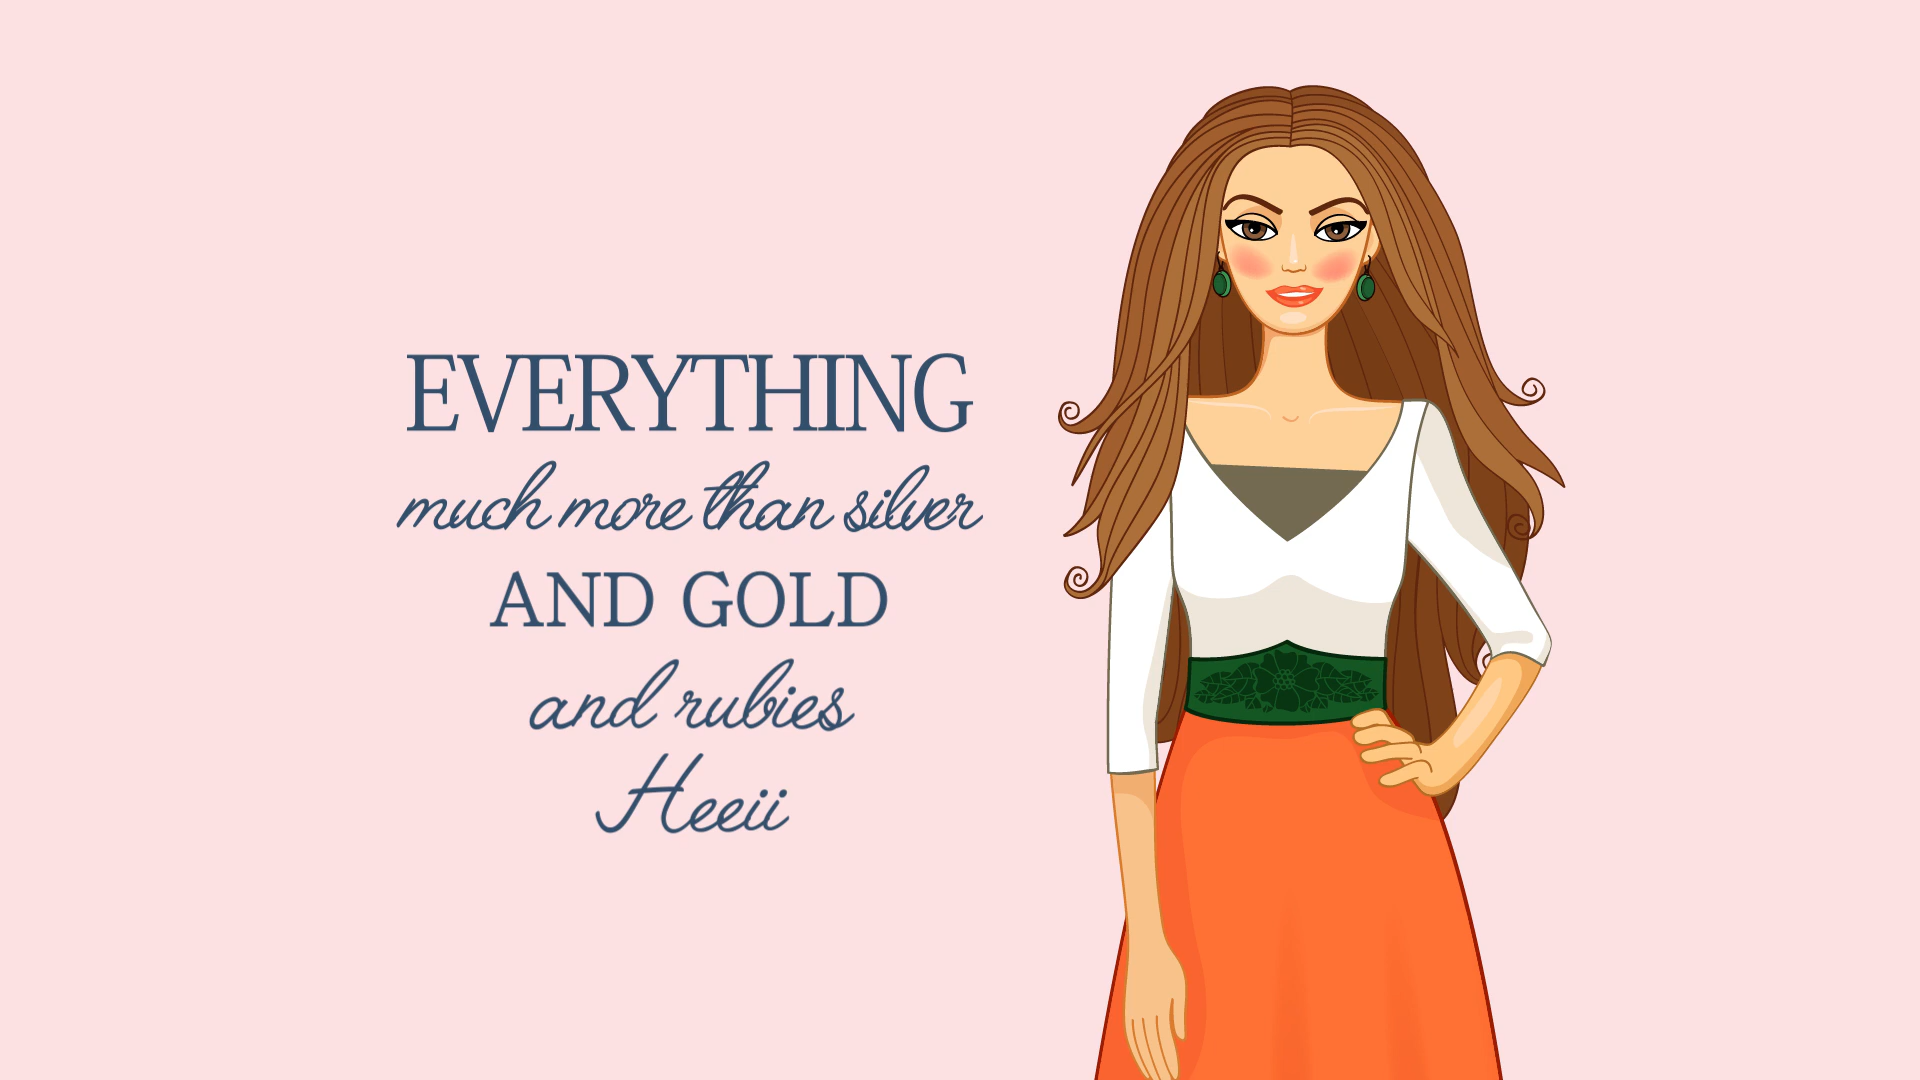 EVERYTHING
much more than silver
AND GOLD
and rubies
Heeii